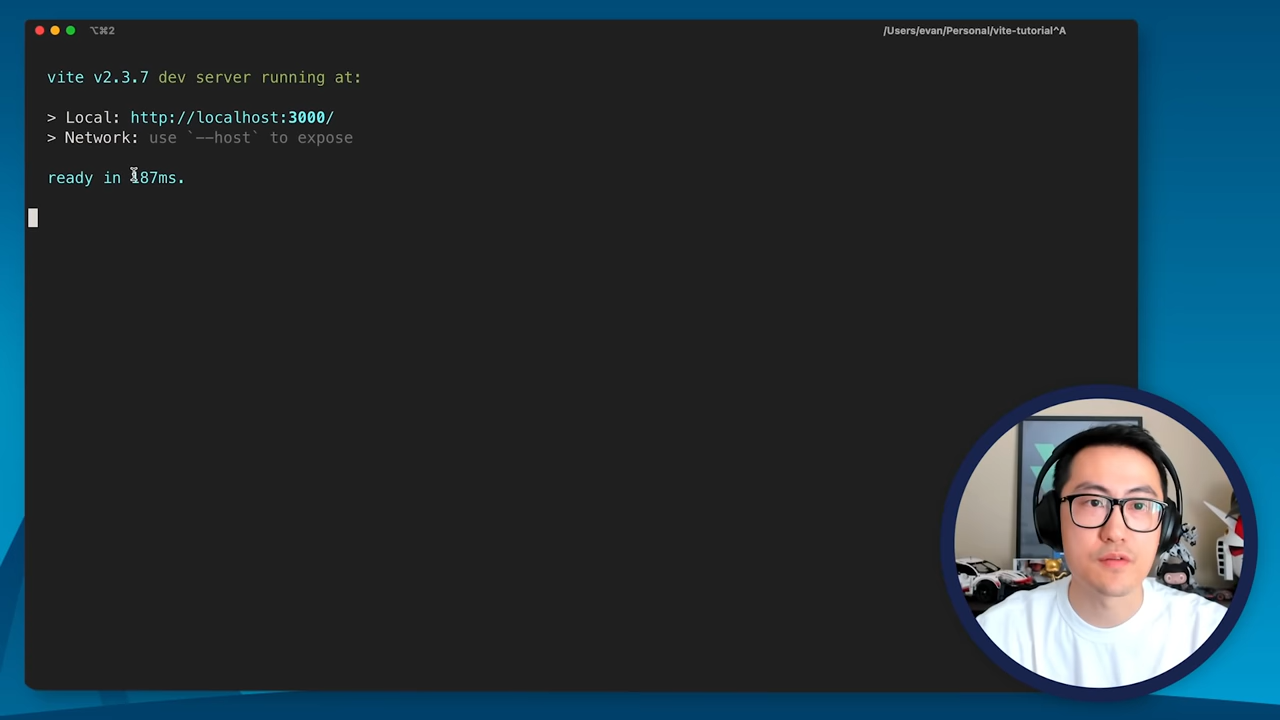 ⌥⌘2
/Users/evan/Personal/vite-tutorial^A
vite v2.3.7 dev server running at:
> Local: http://localhost:3000/
> Network: use `--host` to expose
ready in 187ms.